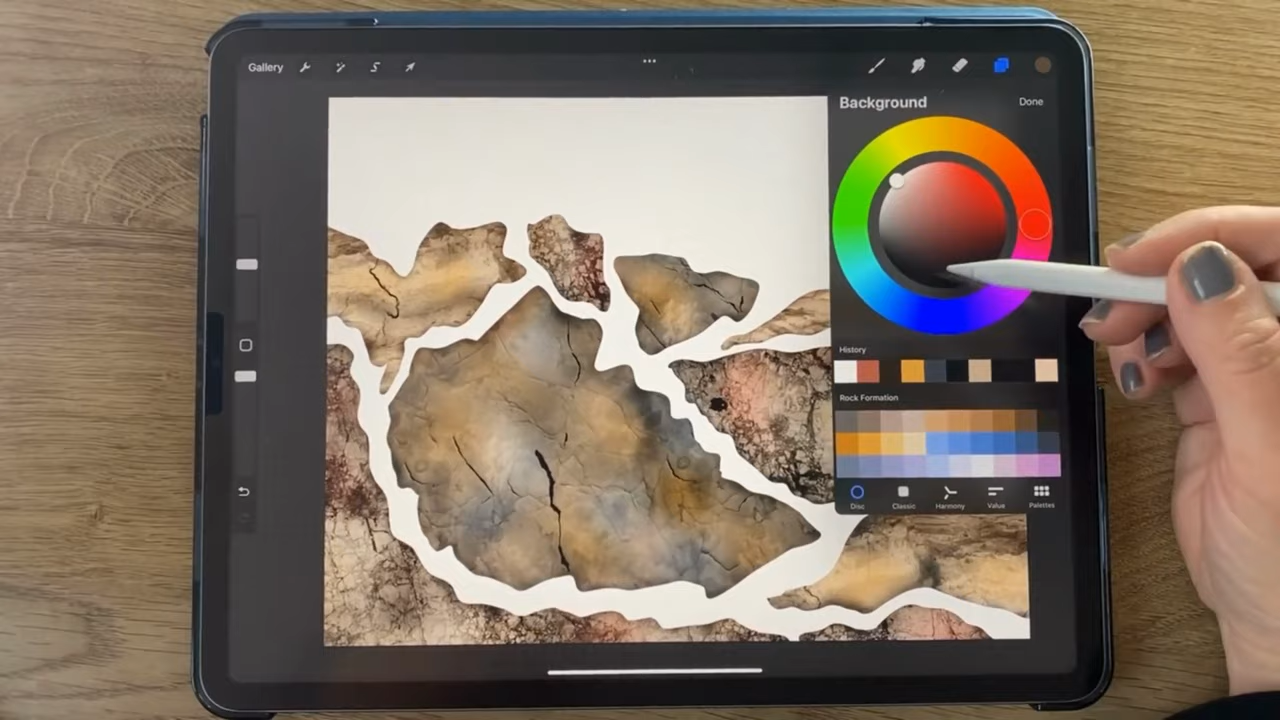 Gallery
Background Done
History
Rock Formation
Disc Classic Harmony Value Palettes